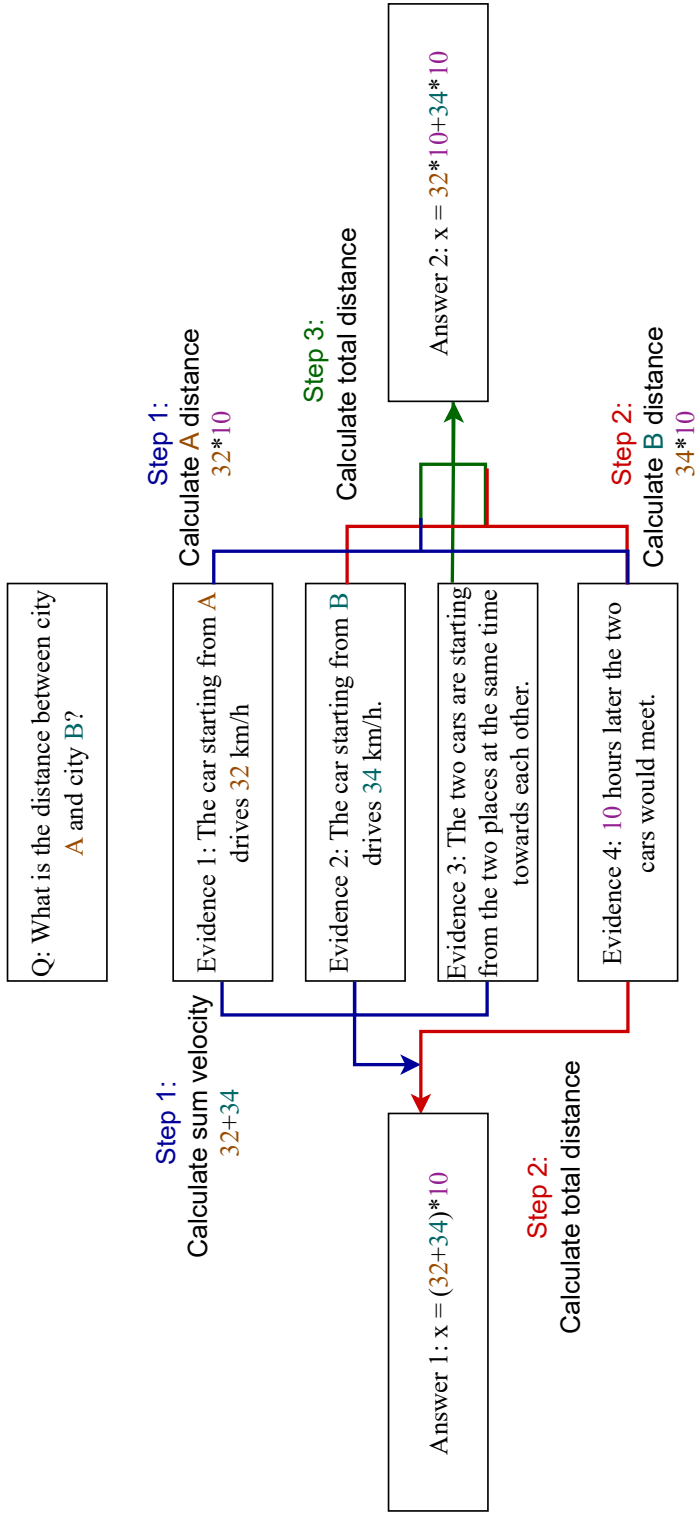 Q: What is the distance between city
A and city B?
Step 1:
Calculate sum velocity
32+34
Evidence 1: The car starting from A
drives 32 km/h
Step 1:
Calculate A distance
32*10
Evidence 2: The car starting from B
drives 34 km/h.
Step 3:
Calculate total distance
Answer 1: x = (32+34)*10
Evidence 3: The two cars are starting
from the two places at the same time
towards each other.
Answer 2: x = 32*10+34*10
Step 2:
Calculate total distance
Evidence 4: 10 hours later the two
cars would meet.
Step 2:
Calculate B distance
34*10